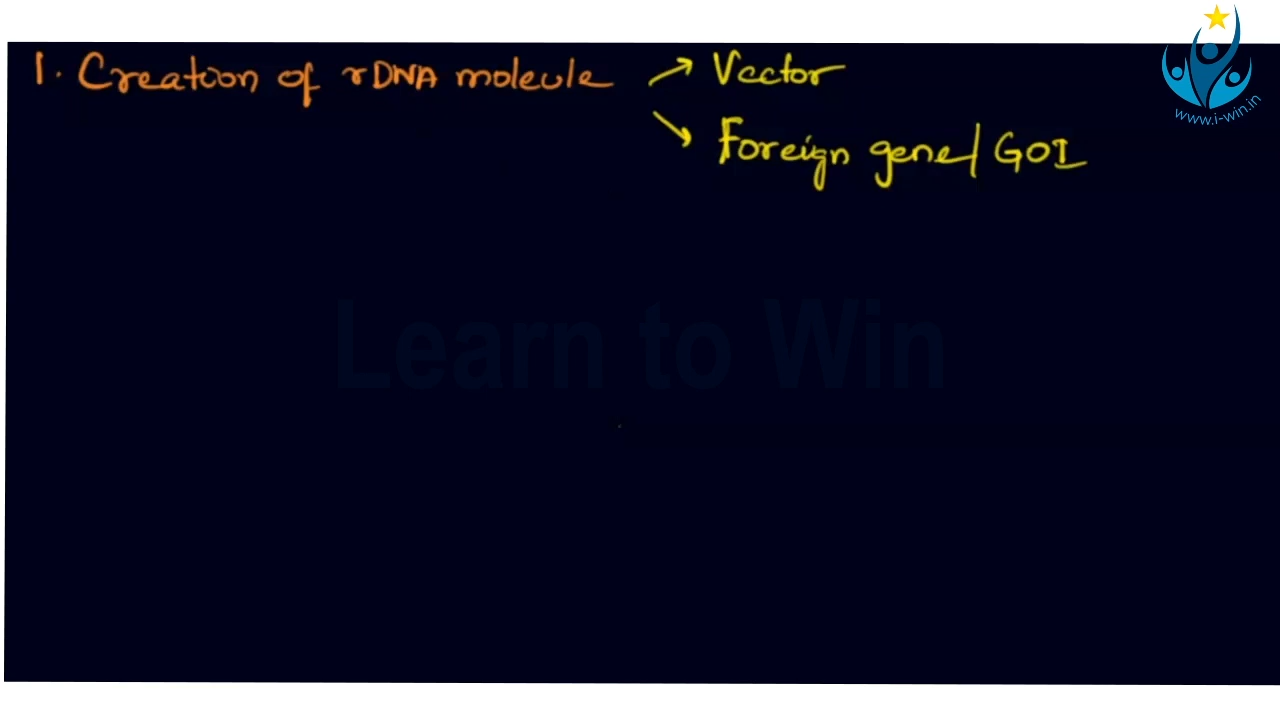 1. Creation of rDNA molecule → Vector
→ Foreign gene/ GOI
Learn to Win
www.i-win.in